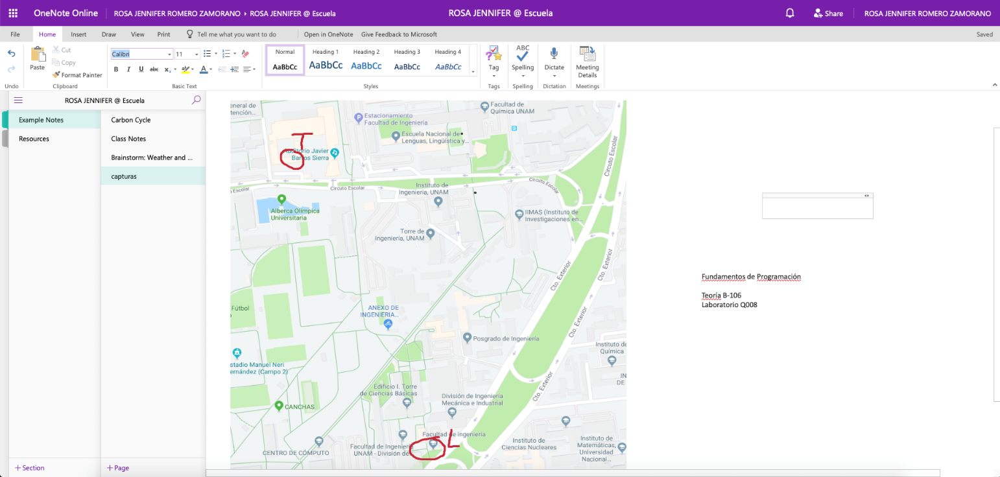 OneNote Online
ROSA JENNIFER ROMERO ZAMORANO ▸ ROSA JENNIFER @ Escuela
ROSA JENNIFER @ Escuela
Share
ROSA JENNIFER ROMERO ZAMORANO
File
Home
Insert
Draw
View
Print
Tell me what you want to do
Open in OneNote
Give Feedback to Microsoft
Saved
Undo
Paste
Cut
Copy
Format Painter
Clipboard
Calibri
11
B I U abc x₂ A
Basic Text
Normal
AaBbCc
Heading 1
AaBbCc
Heading 2
AaBbCc
Heading 3
AaBbCc
Heading 4
AaBbCc
Styles
Tag
Tags
ABC
Spelling
Spelling
Dictate
Dictation
Meeting
Details
Meetings
ROSA JENNIFER @ Escuela
Example Notes
Resources
+ Section
Carbon Cycle
Class Notes
Brainstorm: Weather and ...
capturas
+ Page
eneral de
tención...
Estacionamiento
Facultad de Ingeniería
P
Facultad de
Química UNAM
Escuela Nacional de
Lenguas, Lingüística y...
T
Auditorio Javier
Barros Sierra
Circuito Escolar
o Escolar
Circuito Escolar
Circuito Escolar
Instituto de
Ingeniería, UNAM
Alberca Olímpica
Universitaria
IIMAS (Instituto de
Investigaciones en...
Torre de
Ingeniería, UNAM
Cto. Exterior
Cto. Exterior
Fútbol
ANEXO DE
INGENIERIA...
Cto. Exterior
Posgrado de Ingeniería
Instituto de
Química
stadio Manuel Neri
ernández (Campo 2)
IN
DE
Cto. Exterior
Edificio I. Torre
de Ciencias Básicas
División de Ingeniería
Mecánica e Industrial
CANCHAS
Facultad de ingeniería
L
CENTRO DE CÓMPUTO
Facultad de Ingeniería
UNAM - División de
Instituto de
Ciencias Nucleares
Instituto de
Matemáticas,
Universidad
Nacional...
Fundamentos de Programación
Teoría B-106
Laboratorio Q008